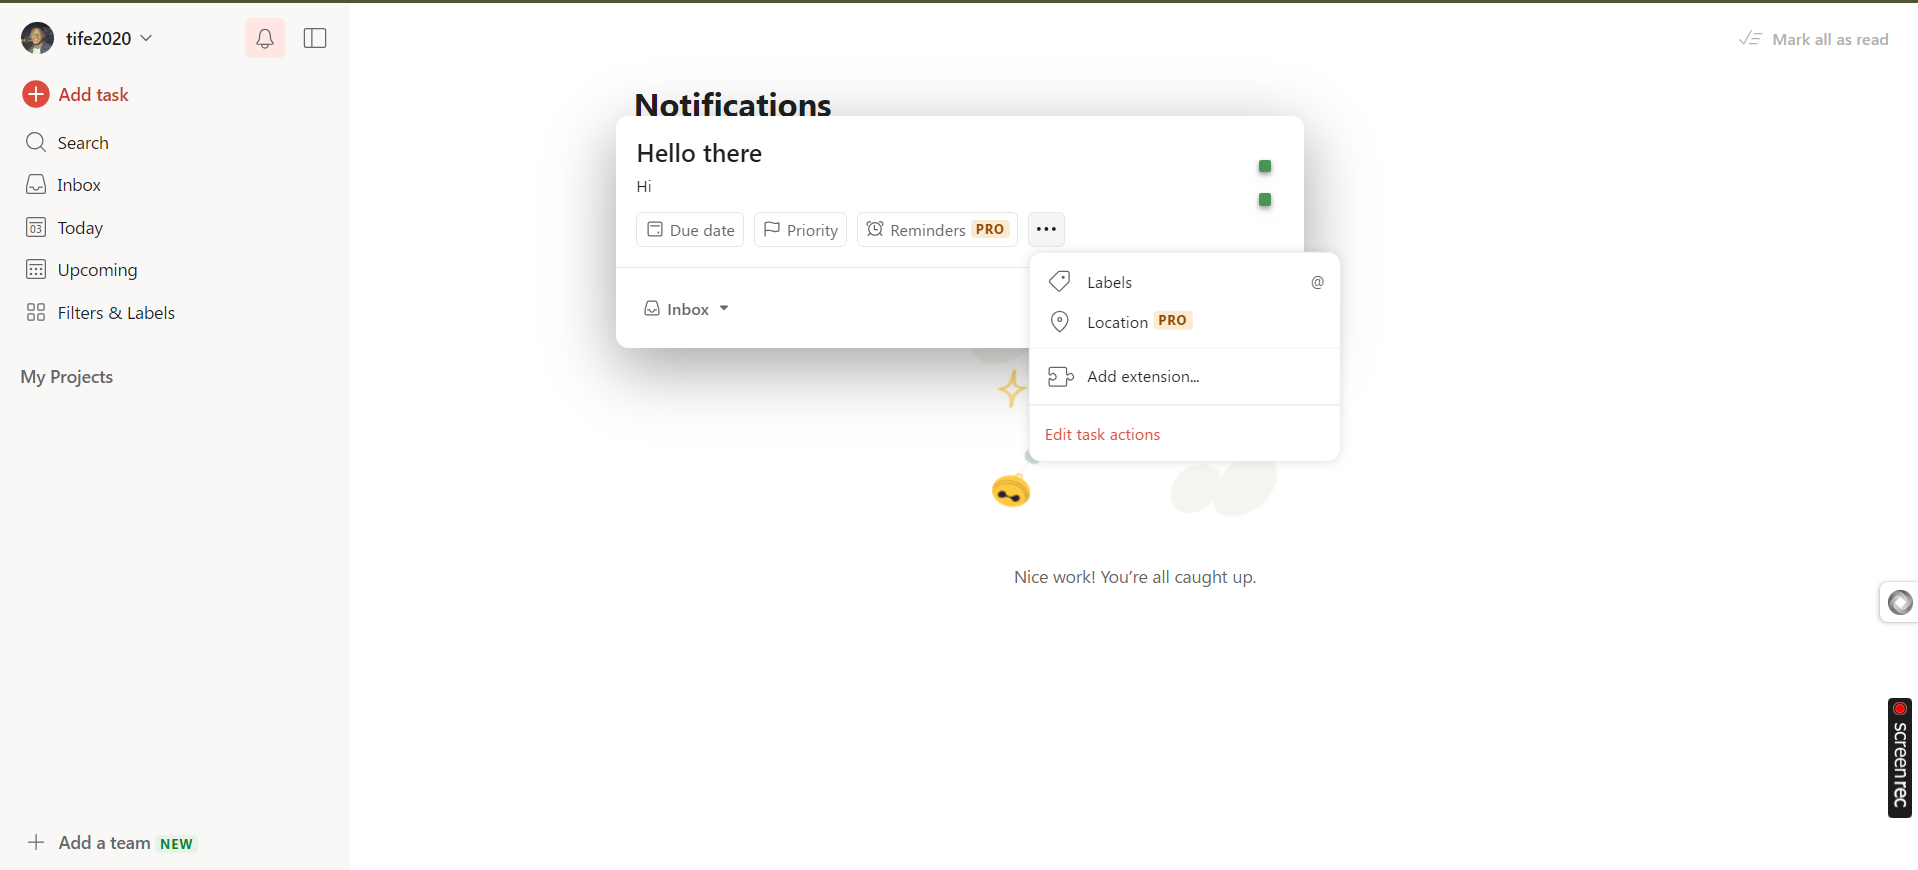 tife2020
Add task
Search
Inbox
03
Today
Upcoming
Filters & Labels
My Projects
Add a team NEW
Mark all as read
Notifications
Hello there
Hi
Due date
Priority
Reminders PRO
Inbox
Labels @
Location PRO
Add extension...
Edit task actions
Nice work! You’re all caught up.
screenrec